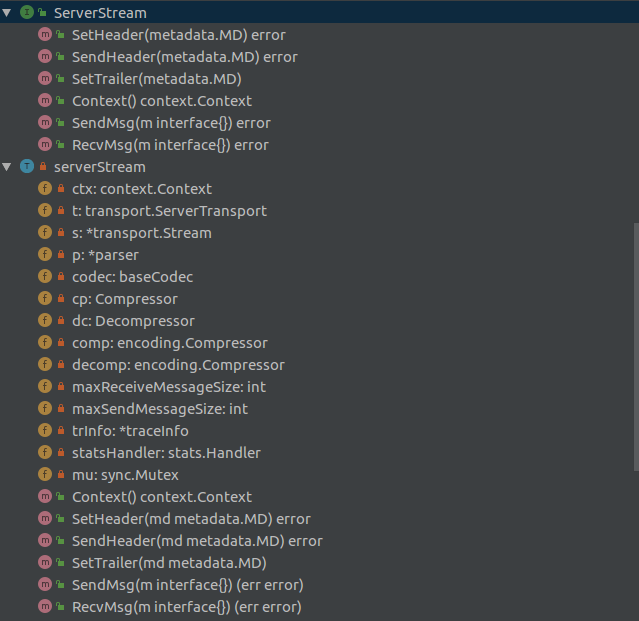 ServerStream
SetHeader(metadata.MD) error
SendHeader(metadata.MD) error
SetTrailer(metadata.MD)
Context() context.Context
SendMsg(m interface{}) error
RecvMsg(m interface{}) error
serverStream
ctx: context.Context
t: transport.ServerTransport
s: *transport.Stream
p: *parser
codec: baseCodec
cp: Compressor
dc: Decompressor
comp: encoding.Compressor
decomp: encoding.Compressor
maxReceiveMessageSize: int
maxSendMessageSize: int
trInfo: *traceInfo
statsHandler: stats.Handler
mu: sync.Mutex
Context() context.Context
SetHeader(md metadata.MD) error
SendHeader(md metadata.MD) error
SetTrailer(md metadata.MD)
SendMsg(m interface{}) (err error)
RecvMsg(m interface{}) (err error)